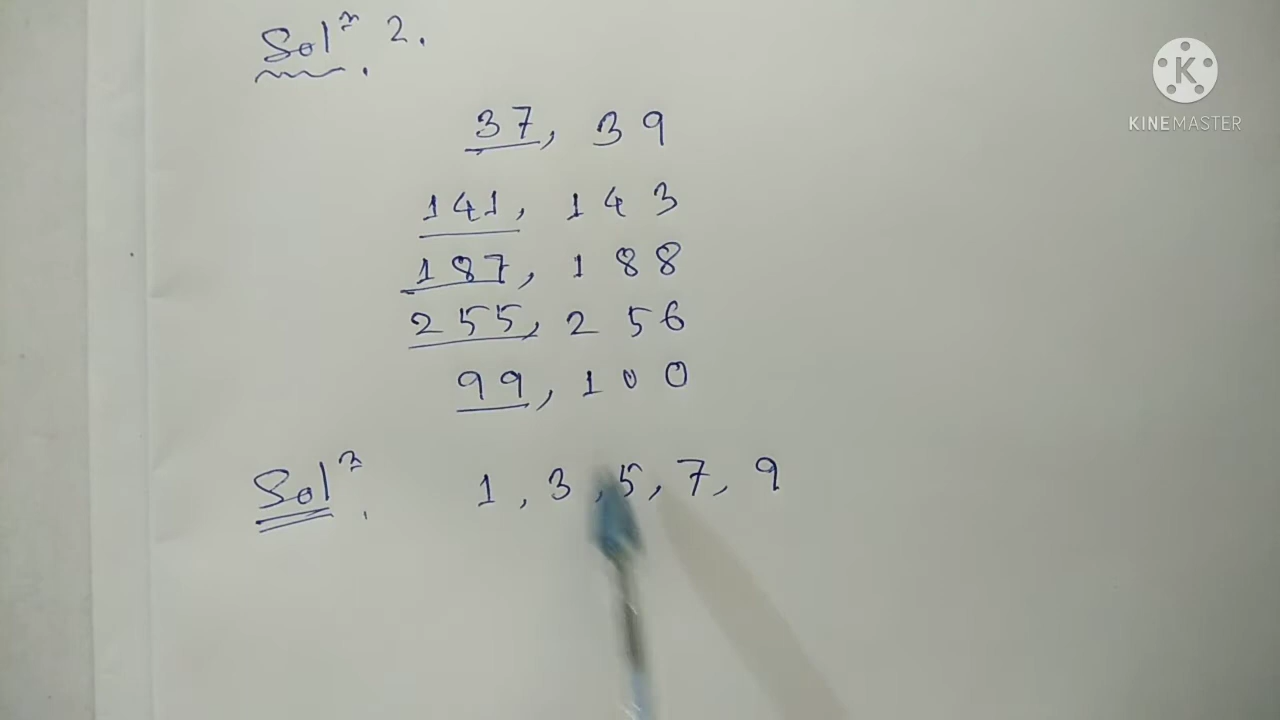 Solⁿ 2.
K
KINEMASTER
37, 39
141, 143
187, 188
255, 256
99, 100
Solⁿ. 1, 3, 5, 7, 9